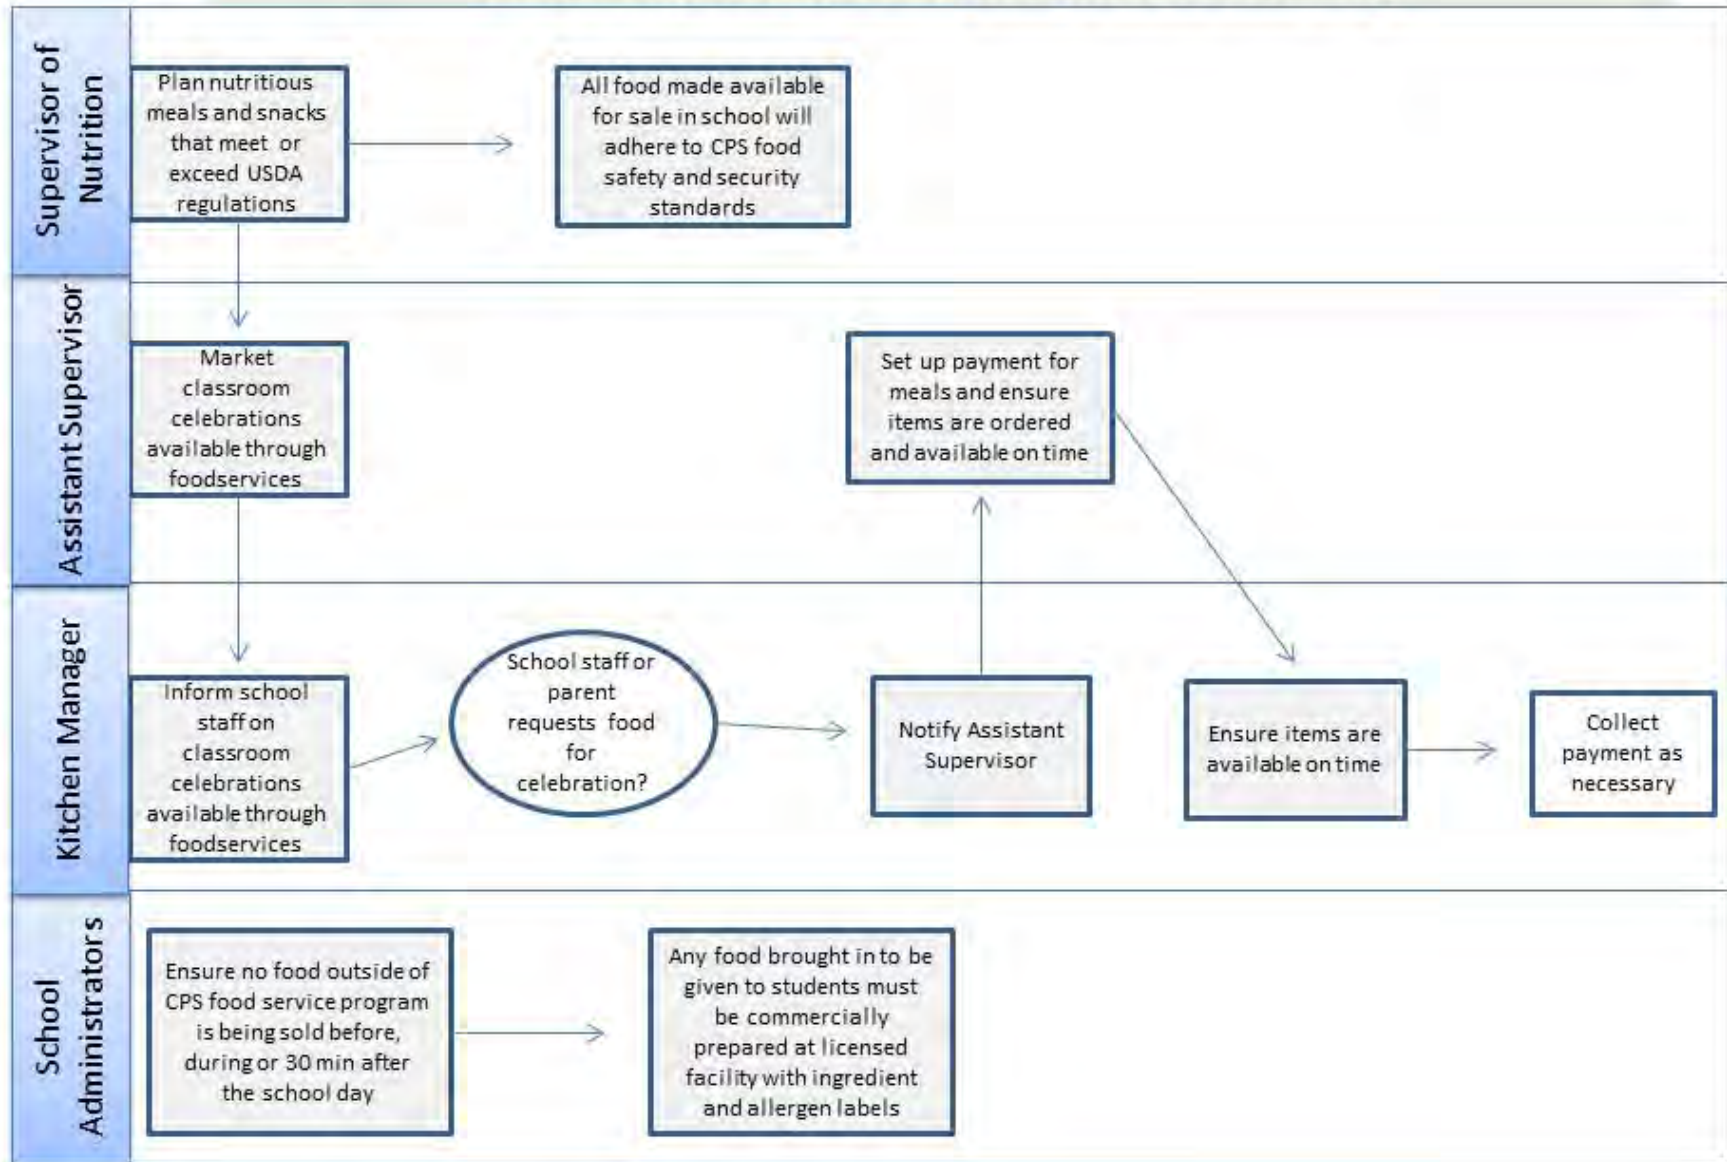 Supervisor of
Nutrition
Plan nutritious
meals and snacks
that meet or
exceed USDA
regulations
All food made available
for sale in school will
adhere to CPS food
safety and security
standards
Assistant Supervisor
Market
classroom
celebrations
available through
foodservices
Set up payment for
meals and ensure
items are ordered
and available on time
Kitchen Manager
Inform school
staff on
classroom
celebrations
available through
foodservices
School staff or
parent
requests food
for
celebration?
Notify Assistant
Supervisor
Ensure items are
available on time
Collect
payment as
necessary
School
Administrators
Ensure no food outside of
CPS food service program
is being sold before,
during or 30 min after
the school day
Any food brought in to be
given to students must
be commercially
prepared at licensed
facility with ingredient
and allergen labels